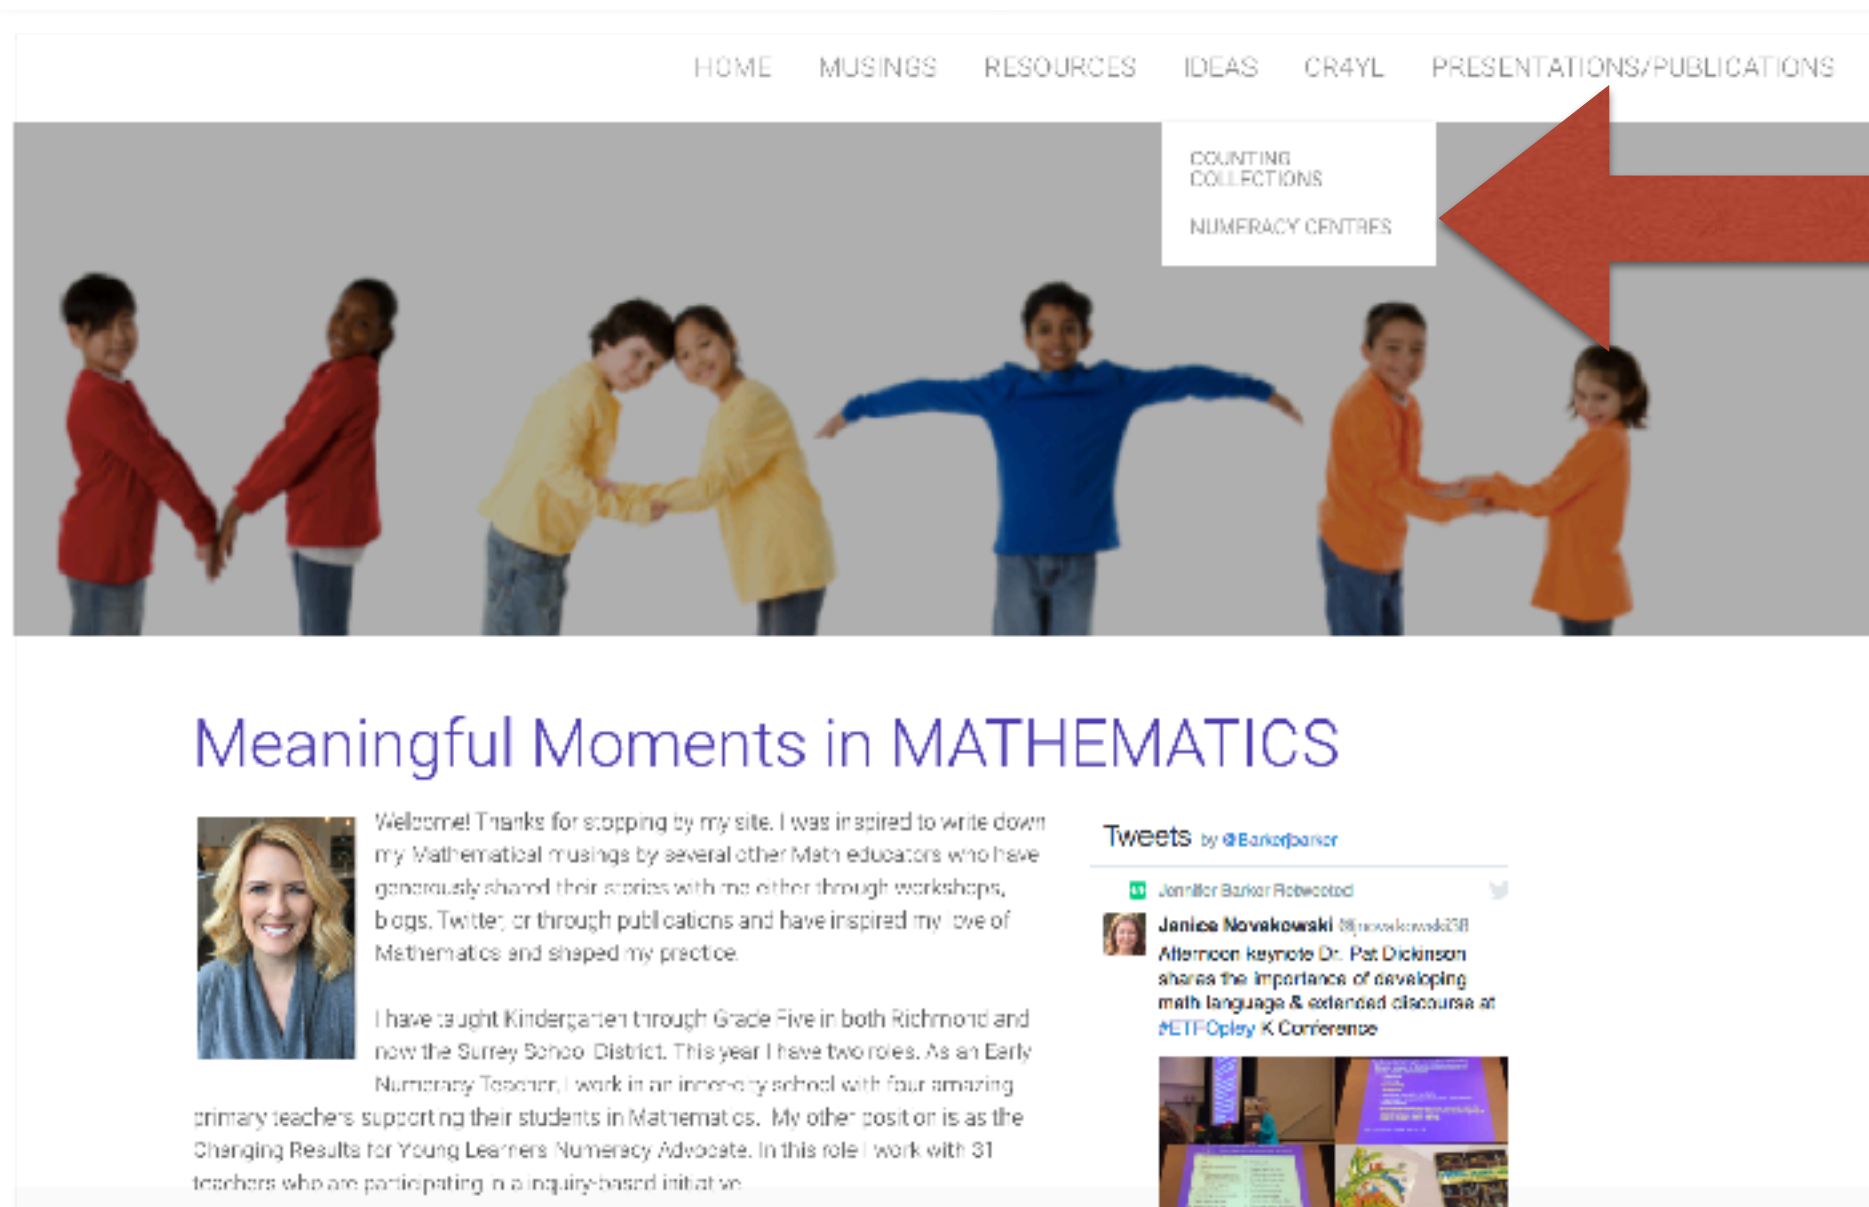 HOME MUSINGS RESOURCES IDEAS CR4YL PRESENTATIONS/PUBLICATIONS
COUNTING
COLLECTIONS
NUMERACY CENTRES
Meaningful Moments in MATHEMATICS
Welcome! Thanks for stopping by my site. I was inspired to write down
my Mathematical musings by several other Math educators who have
generously shared their stories with me either through workshops,
blogs, Twitter, or through publications and have inspired my love of
Mathematics and shaped my practice.
I have taught Kindergarten through Grade Five in both Richmond and
now the Surrey School District. This year I have two roles. As an Early
Numeracy Teacher, I work in an inner-city school with four amazing
primary teachers supporting their students in Mathematics. My other position is as the
Changing Results for Young Learners Numeracy Advocate. In this role I work with 31
teachers who are participating in a inquiry-based initiative
Tweets by @Barkerjbarker
Jennifer Barker Retweeted
Janice Novakowski @jnovakowski38
Afternoon keynote Dr. Pat Dickinson
shares the importance of developing
math language & extended discourse at
#ETFOpley K Conference